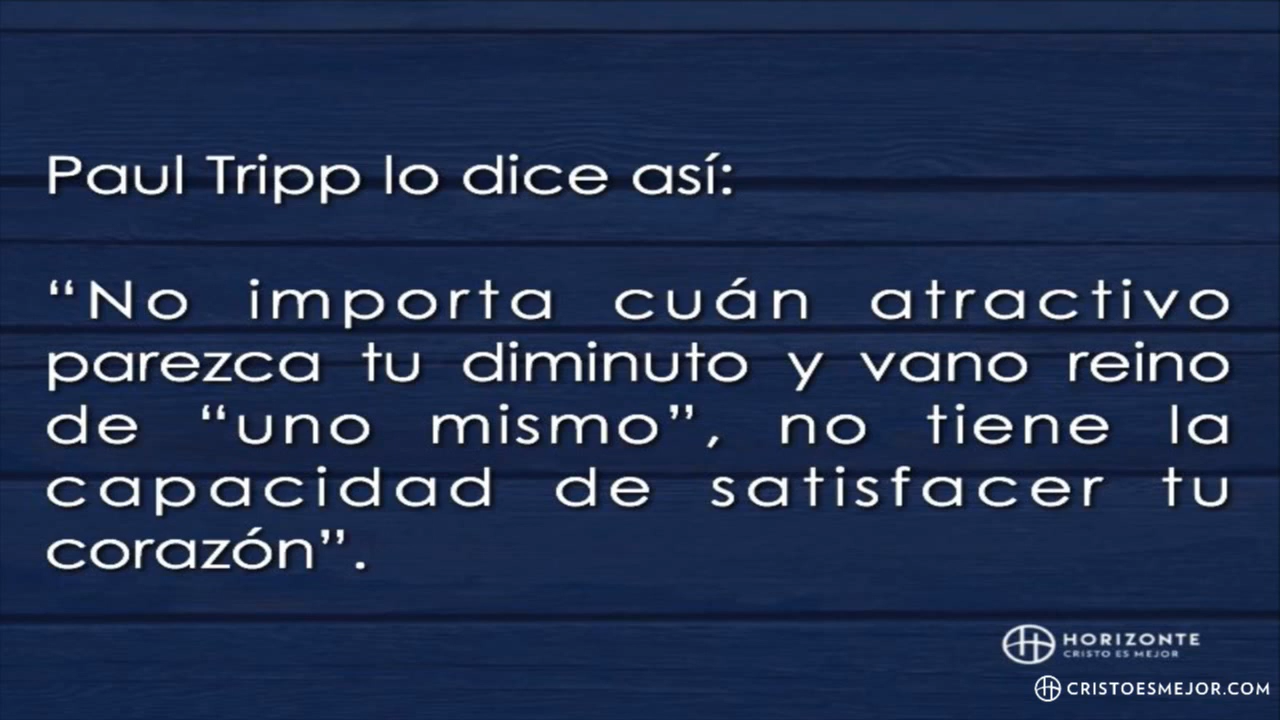 Paul Tripp lo dice así:
“No importa cuán atractivo
parezca tu diminuto y vano reino
de “uno mismo”, no tiene la
capacidad de satisfacer tu
corazón”.
HORIZONTE
CRISTO ES MEJOR
CRISTOESMEJOR.COM